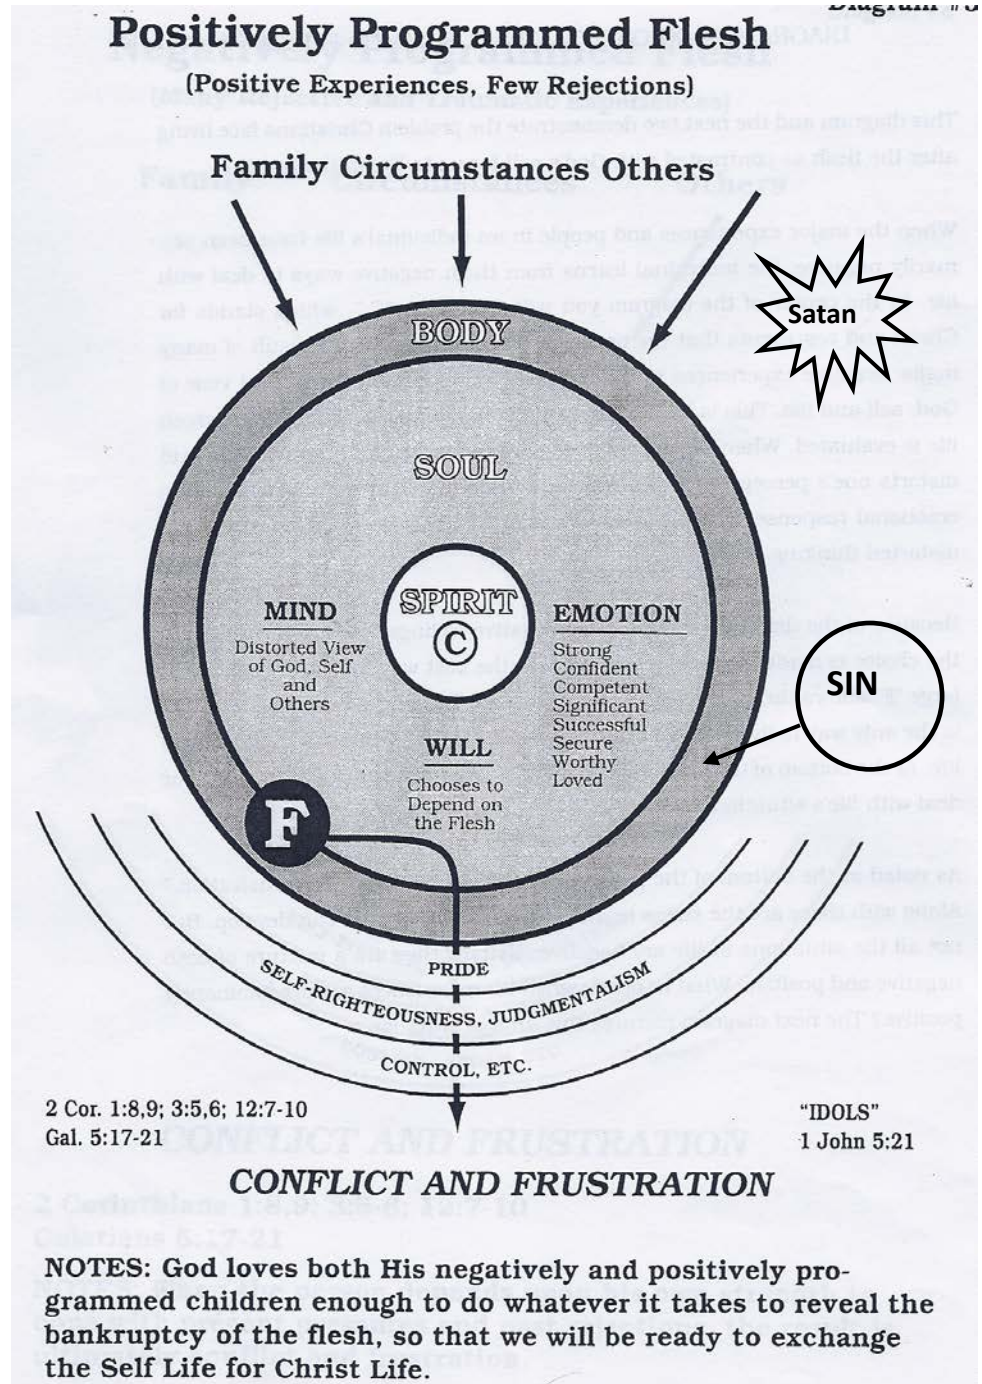 Diagram #3
Positively Programmed Flesh
(Positive Experiences, Few Rejections)
Family Circumstances Others
BODY
Satan
SOUL
SPIRIT
C
MIND
Distorted View
of God, Self
and
Others
EMOTION
Strong
Confident
Competent
Significant
Successful
Secure
Worthy
Loved
SIN
WILL
Chooses to
Depend on
the Flesh
F
PRIDE
SELF-RIGHTEOUSNESS, JUDGMENTALISM
CONTROL, ETC.
2 Cor. 1:8,9; 3:5,6; 12:7-10
Gal. 5:17-21
"IDOLS"
1 John 5:21
CONFLICT AND FRUSTRATION
NOTES: God loves both His negatively and positively pro-
grammed children enough to do whatever it takes to reveal the
bankruptcy of the flesh, so that we will be ready to exchange
the Self Life for Christ Life.